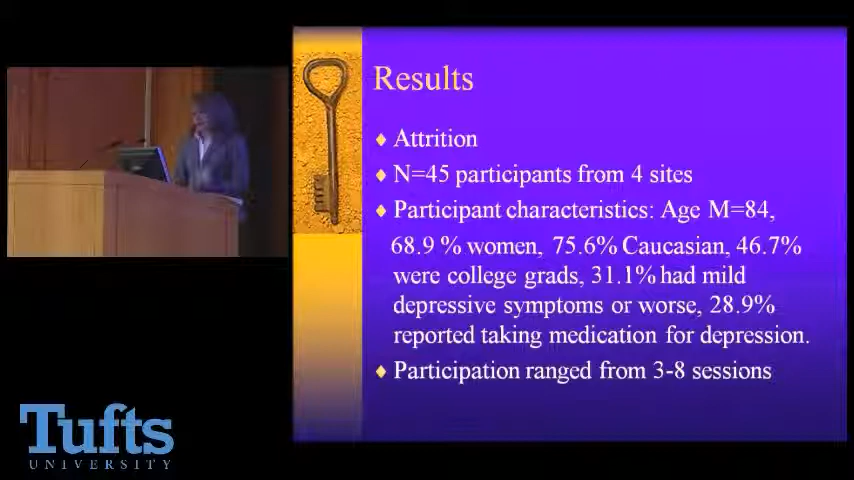 Results
Attrition
N=45 participants from 4 sites
Participant characteristics: Age M=84,
68.9 % women, 75.6% Caucasian, 46.7%
were college grads, 31.1% had mild
depressive symptoms or worse, 28.9%
reported taking medication for depression.
Participation ranged from 3-8 sessions
Tufts
UNIVERSITY